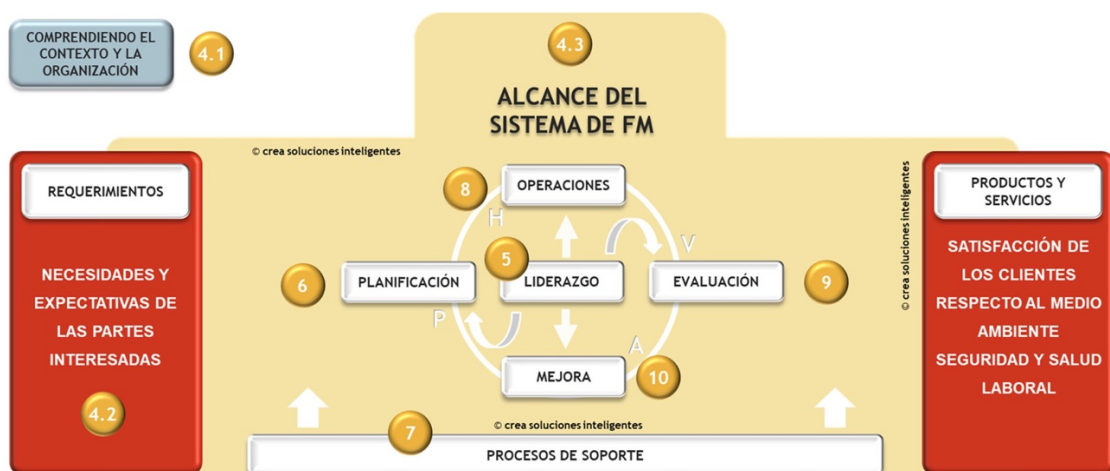 COMPRENDIENDO EL
CONTEXTO Y LA
ORGANIZACIÓN
4.1
4.3
ALCANCE DEL
SISTEMA DE FM
© crea soluciones inteligentes
REQUERIMIENTOS
NECESIDADES Y
EXPECTATIVAS DE
LAS PARTES
INTERESADAS
4.2
8
OPERACIONES
H
V
5
6
PLANIFICACIÓN
LIDERAZGO
EVALUACIÓN
9
P
A
MEJORA
10
© crea soluciones inteligentes
7
PROCESOS DE SOPORTE
© crea soluciones inteligentes
PRODUCTOS Y
SERVICIOS
SATISFACCIÓN DE
LOS CLIENTES
RESPECTO AL MEDIO
AMBIENTE
SEGURIDAD Y SALUD
LABORAL